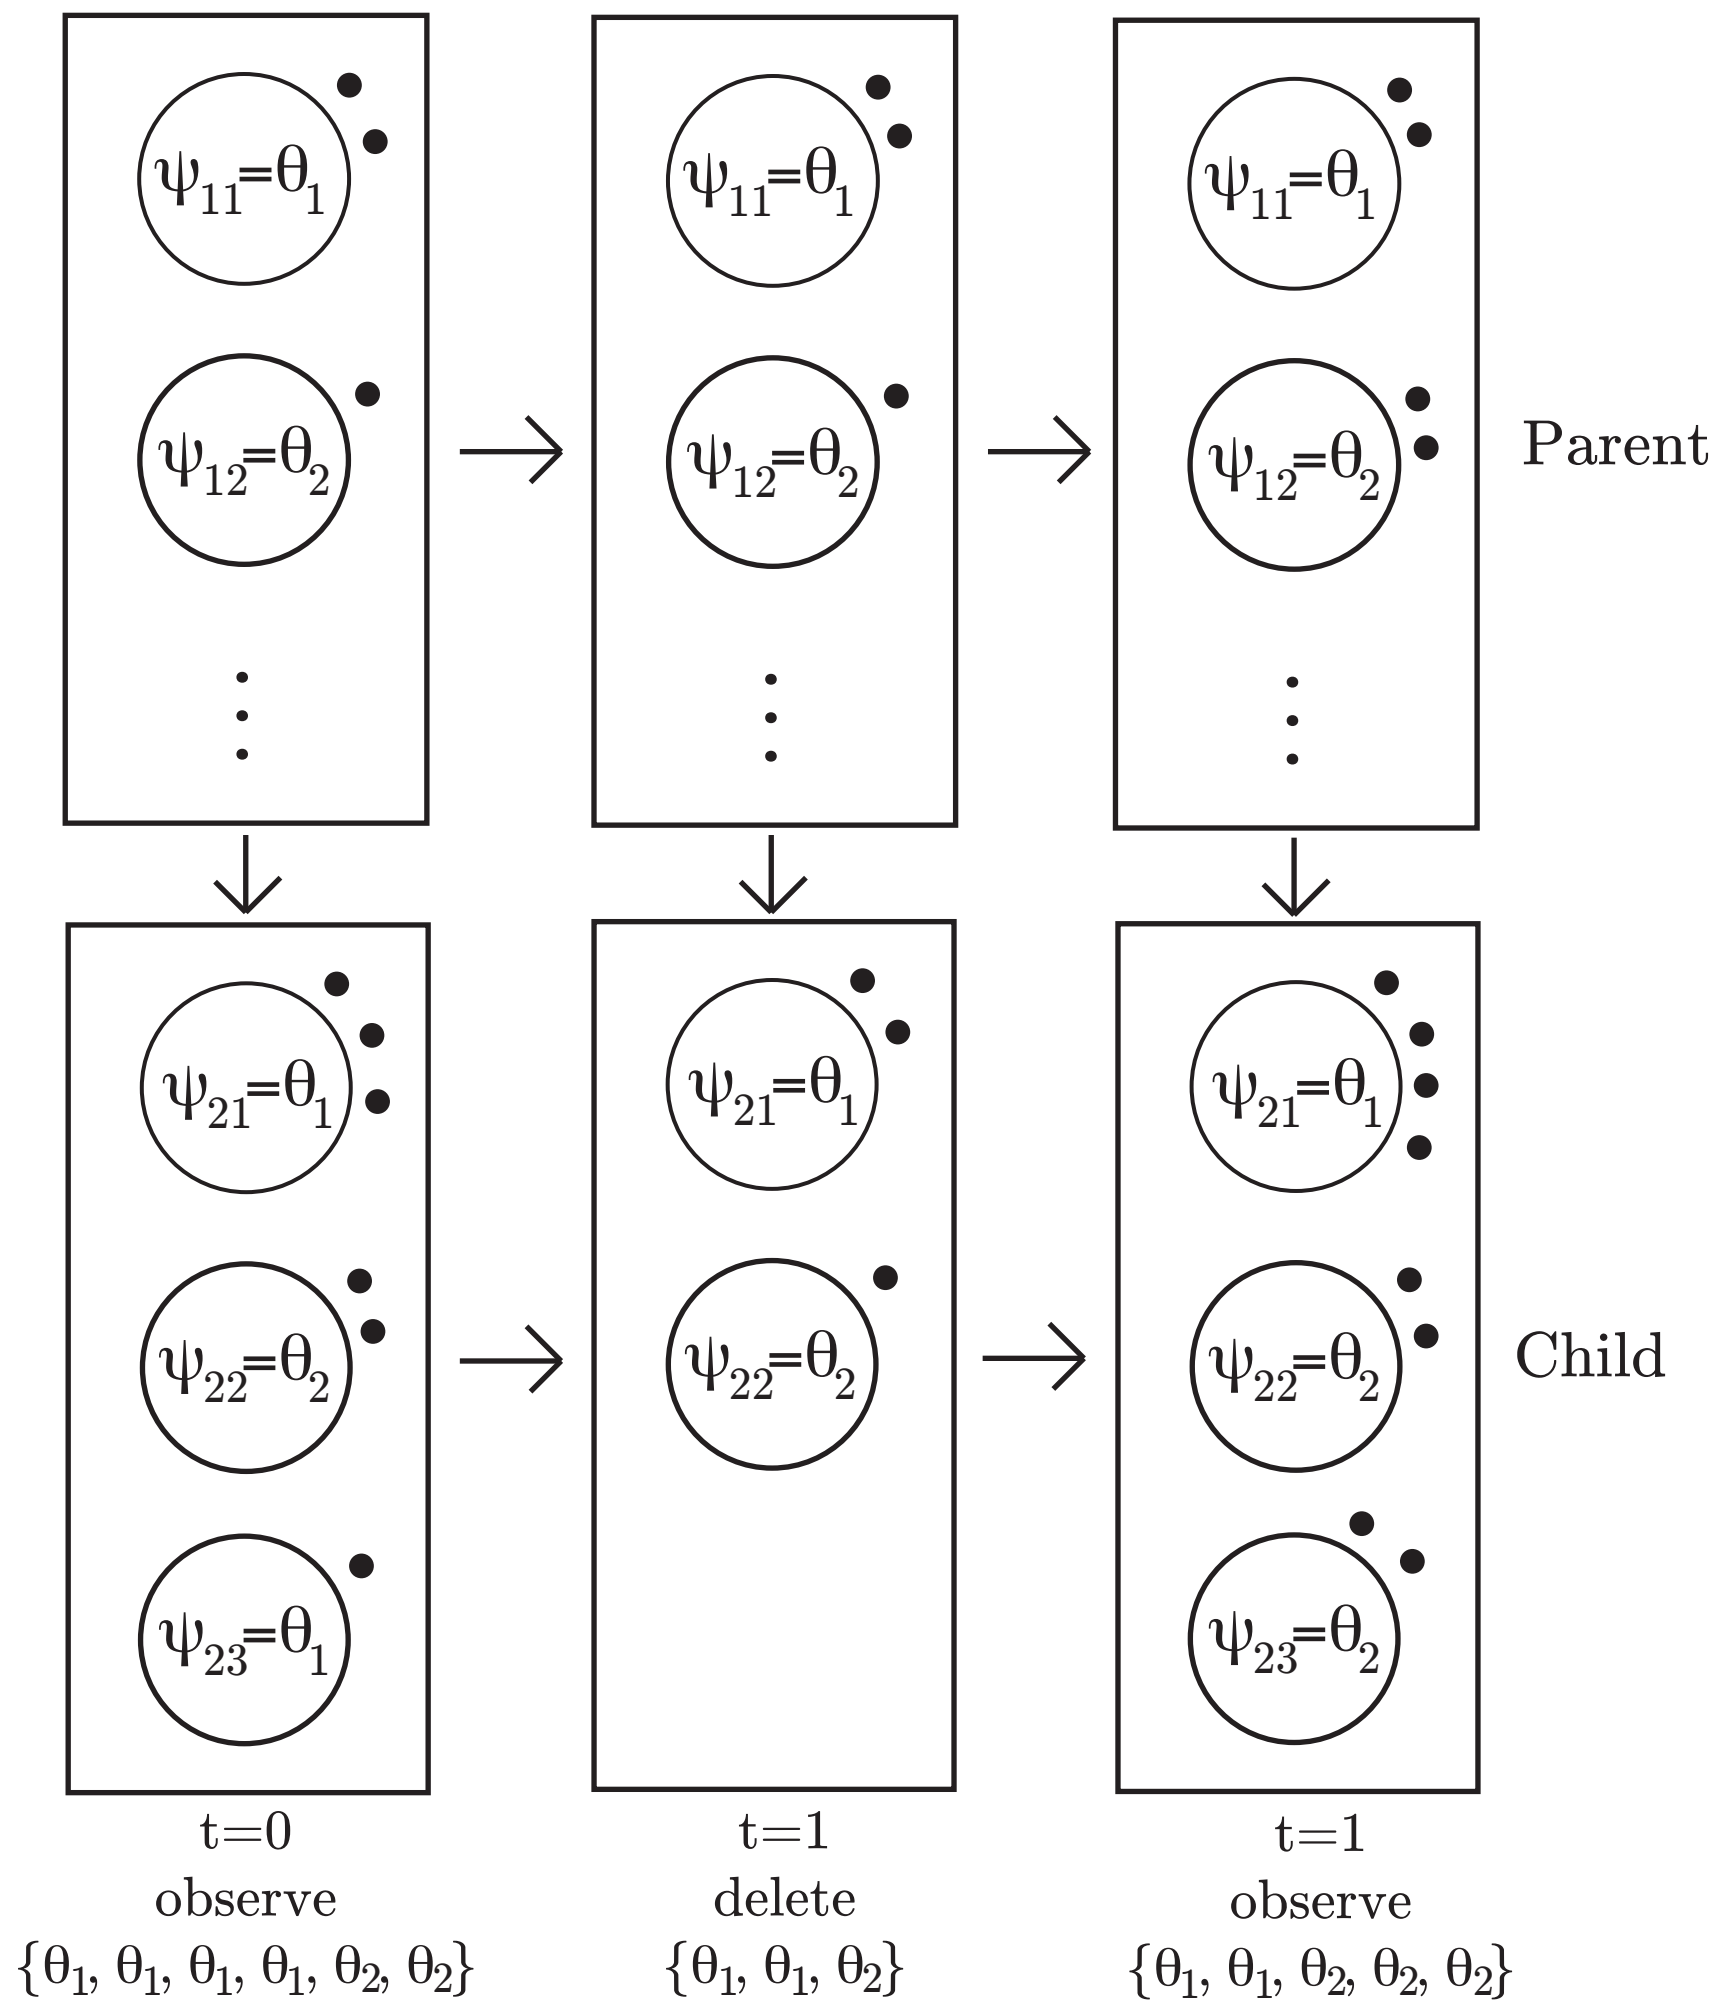 ψ11=θ1
ψ12=θ2
ψ11=θ1
ψ12=θ2
ψ11=θ1
ψ12=θ2
Parent
ψ21=θ1
ψ22=θ2
ψ23=θ1
ψ21=θ1
ψ22=θ2
ψ21=θ1
ψ22=θ2
ψ23=θ2
Child
t=0
observe
{θ1, θ1, θ1, θ1, θ2, θ2}
t=1
delete
{θ1, θ1, θ2}
t=1
observe
{θ1, θ1, θ2, θ2, θ2}